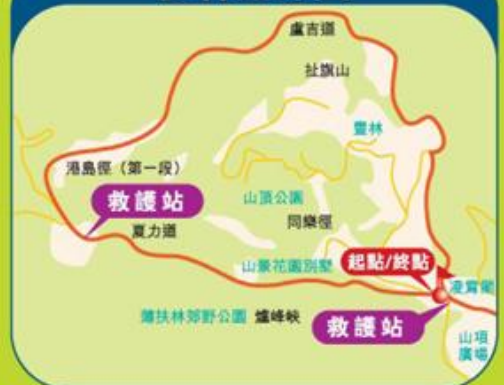 盧吉道
扯旗山
豐林
港島徑（第一段）
救護站
山頂公園
夏力道
同樂徑
山景花園別墅
起點/終點
凌霄閣
薄扶林郊野公園
爐峰峽
救護站
山頂
廣場